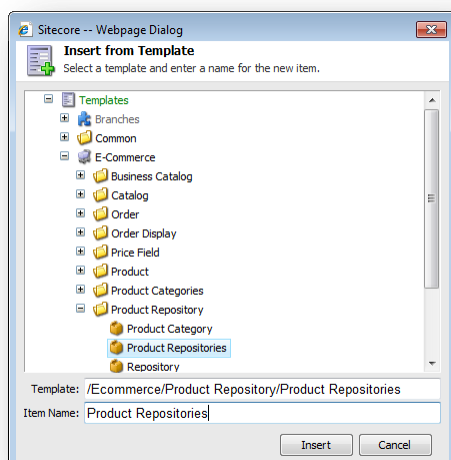 Sitecore -- Webpage Dialog
Insert from Template
Select a template and enter a name for the new item.
Templates
Branches
Common
E-Commerce
Business Catalog
Catalog
Order
Order Display
Price Field
Product
Product Categories
Product Repository
Product Category
Product Repositories
Repository
Template: /Ecommerce/Product Repository/Product Repositories
Item Name: Product Repositories
Insert Cancel